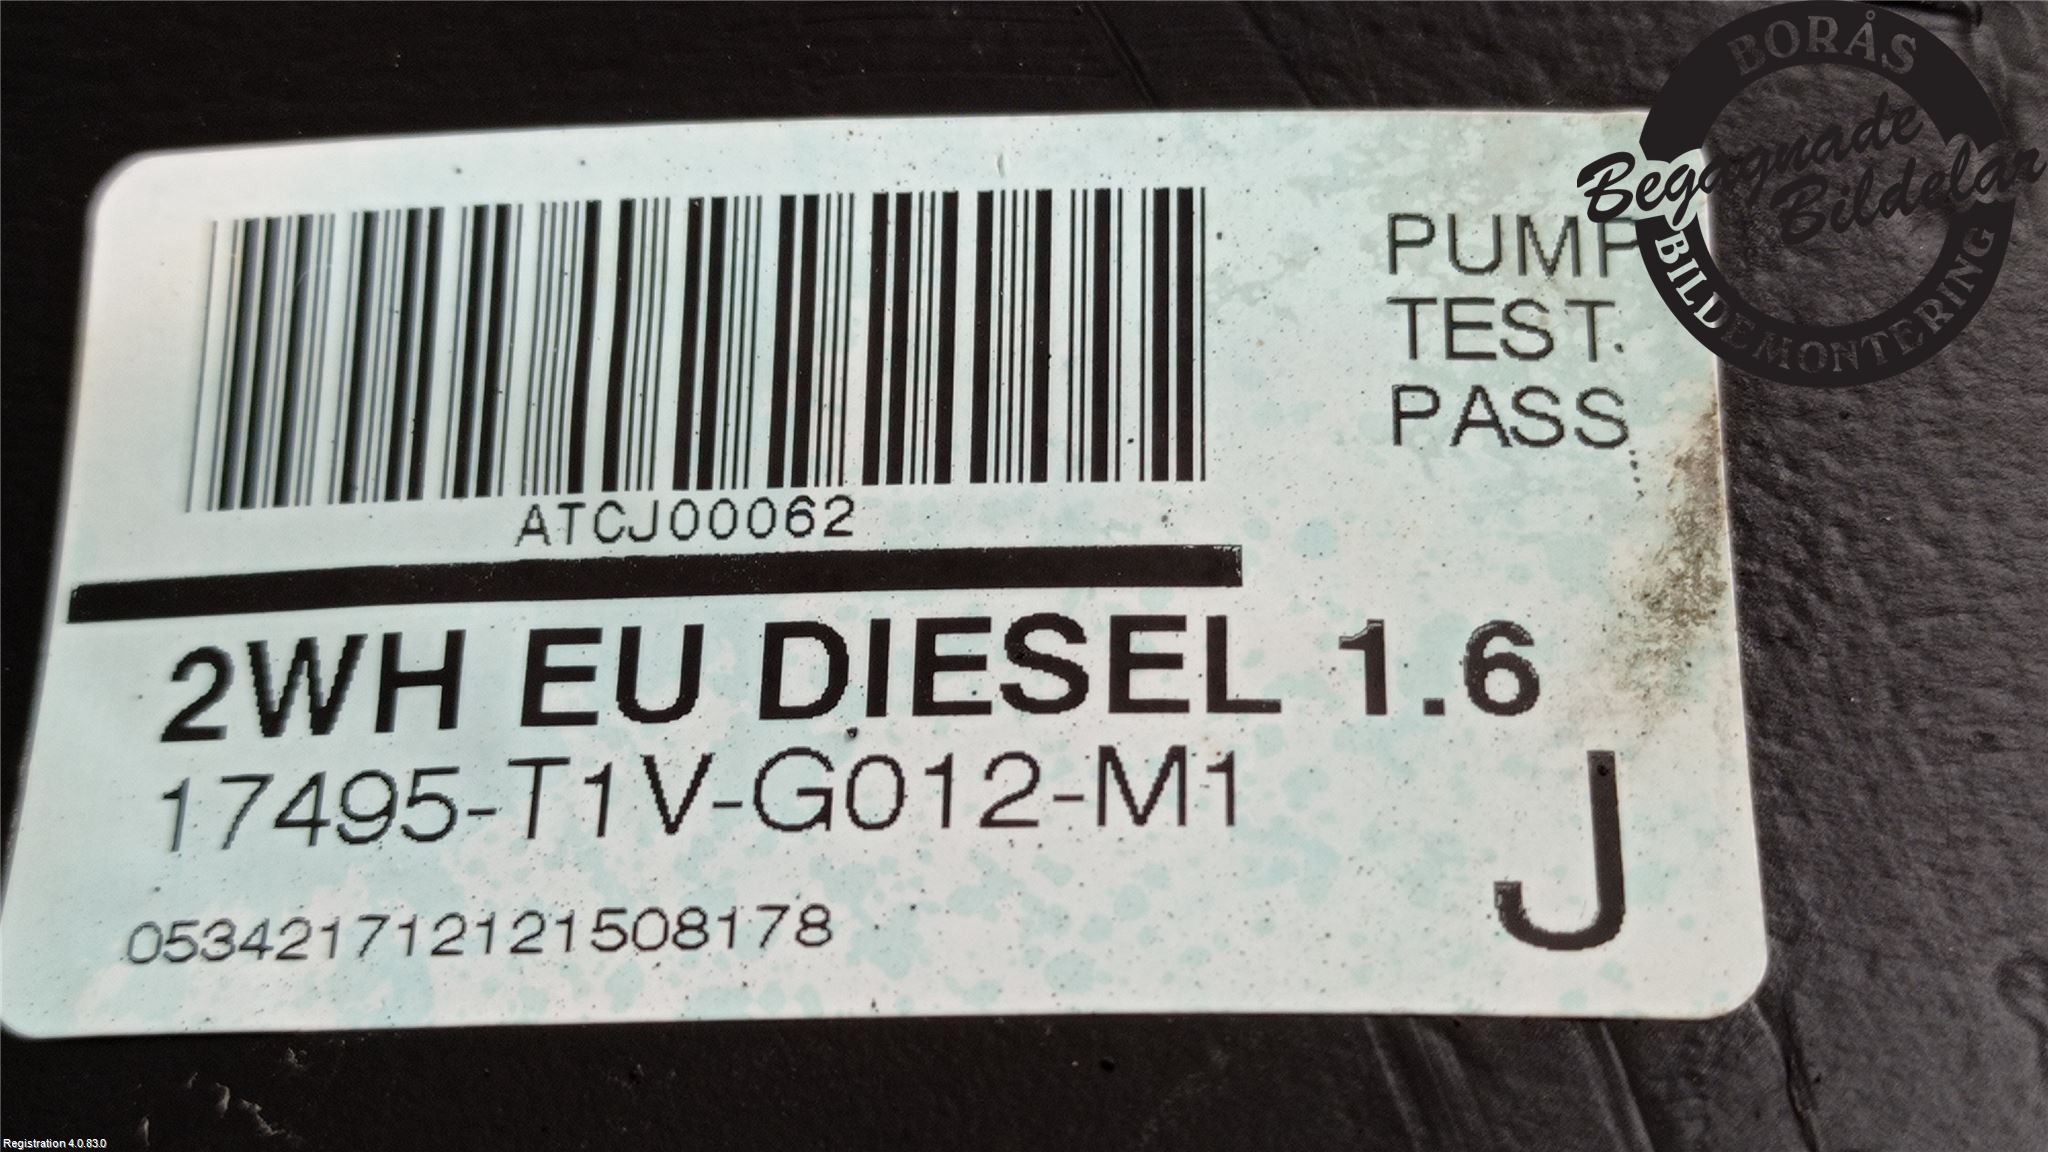 BORÅS
Begagnade
Bildelar
BILDEMONTERING
PUMP
TEST
PASS
ATCJ00062
2WH EU DIESEL 1.6
17495-T1V-G012-M1
J
053421712121508178
Registration 4.0.83.0